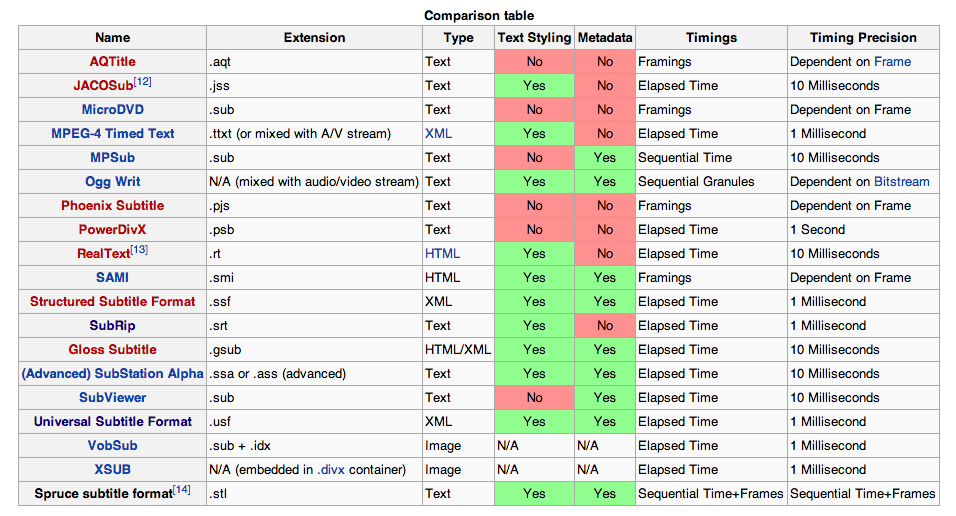 Comparison table
Name Extension Type Text Styling Metadata Timings Timing Precision
AQTitle .aqt Text No No Framings Dependent on Frame
JACOSub[12] .jss Text Yes No Elapsed Time 10 Milliseconds
MicroDVD .sub Text No No Framings Dependent on Frame
MPEG-4 Timed Text .ttxt (or mixed with A/V stream) XML Yes No Elapsed Time 1 Millisecond
MPSub .sub Text No Yes Sequential Time 10 Milliseconds
Ogg Writ N/A (mixed with audio/video stream) Text Yes Yes Sequential Granules Dependent on Bitstream
Phoenix Subtitle .pjs Text No No Framings Dependent on Frame
PowerDivX .psb Text No No Elapsed Time 1 Second
RealText[13] .rt HTML Yes No Elapsed Time 10 Milliseconds
SAMI .smi HTML Yes Yes Framings Dependent on Frame
Structured Subtitle Format .ssf XML Yes Yes Elapsed Time 1 Millisecond
SubRip .srt Text Yes No Elapsed Time 1 Millisecond
Gloss Subtitle .gsub HTML/XML Yes Yes Elapsed Time 10 Milliseconds
(Advanced) SubStation Alpha .ssa or .ass (advanced) Text Yes Yes Elapsed Time 10 Milliseconds
SubViewer .sub Text No Yes Elapsed Time 10 Milliseconds
Universal Subtitle Format .usf XML Yes Yes Elapsed Time 1 Millisecond
VobSub .sub + .idx Image N/A N/A Elapsed Time 1 Millisecond
XSUB N/A (embedded in .divx container) Image N/A N/A Elapsed Time 1 Millisecond
Spruce subtitle format[14] .stl Text Yes Yes Sequential Time+Frames Sequential Time+Frames